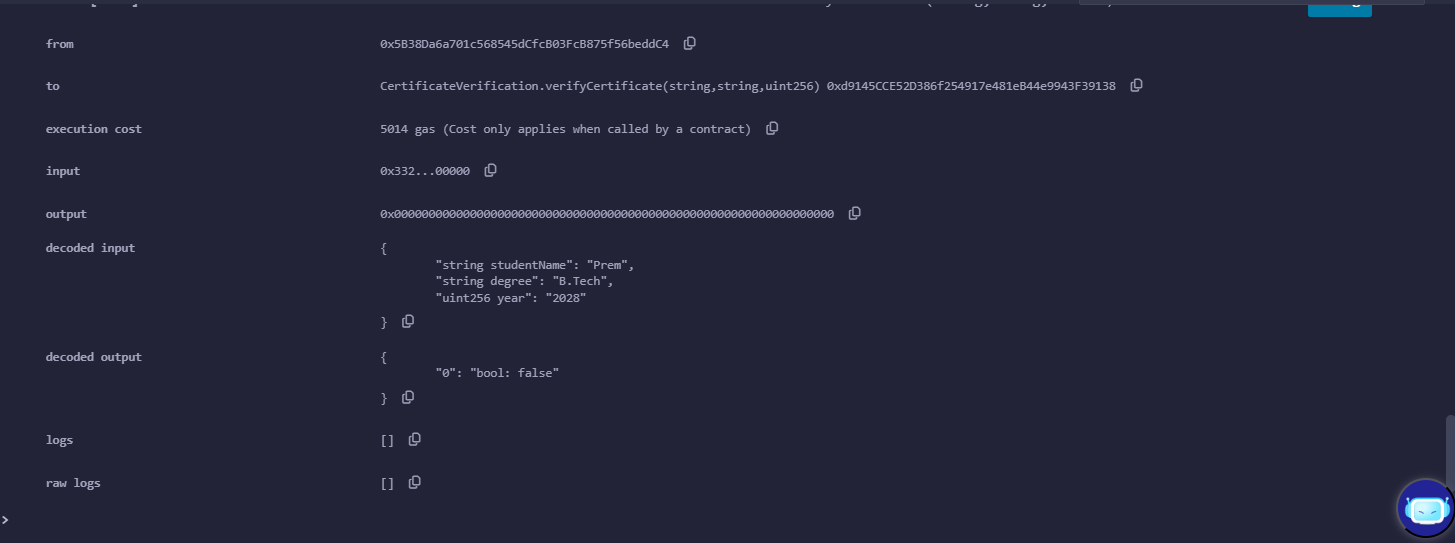 from 0x5B38Da6a701c568545dCfcB03FcB875f56beddC4
to CertificateVerification.verifyCertificate(string,string,uint256) 0xd9145CCE52D386f254917e481eB44e9943F39138
execution cost 5014 gas (Cost only applies when called by a contract)
input 0x332...00000
output 0x0000000000000000000000000000000000000000000000000000000000000000
decoded input {
"string studentName": "Prem",
"string degree": "B.Tech",
"uint256 year": "2028"
}
decoded output {
"0": "bool: false"
}
logs []
raw logs []
>